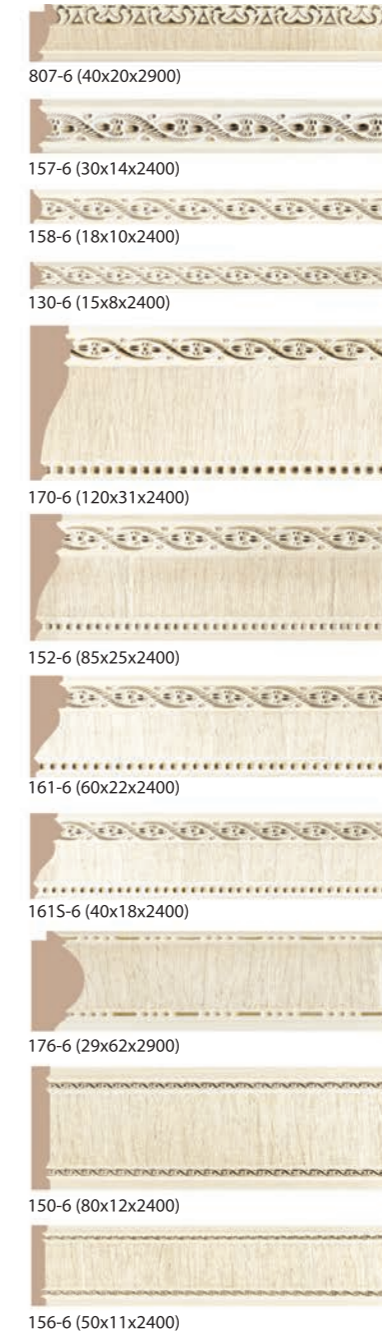 807-6 (40x20x2900)
157-6 (30x14x2400)
158-6 (18x10x2400)
130-6 (15x8x2400)
170-6 (120x31x2400)
152-6 (85x25x2400)
161-6 (60x22x2400)
161S-6 (40x18x2400)
176-6 (29x62x2900)
150-6 (80x12x2400)
156-6 (50x11x2400)